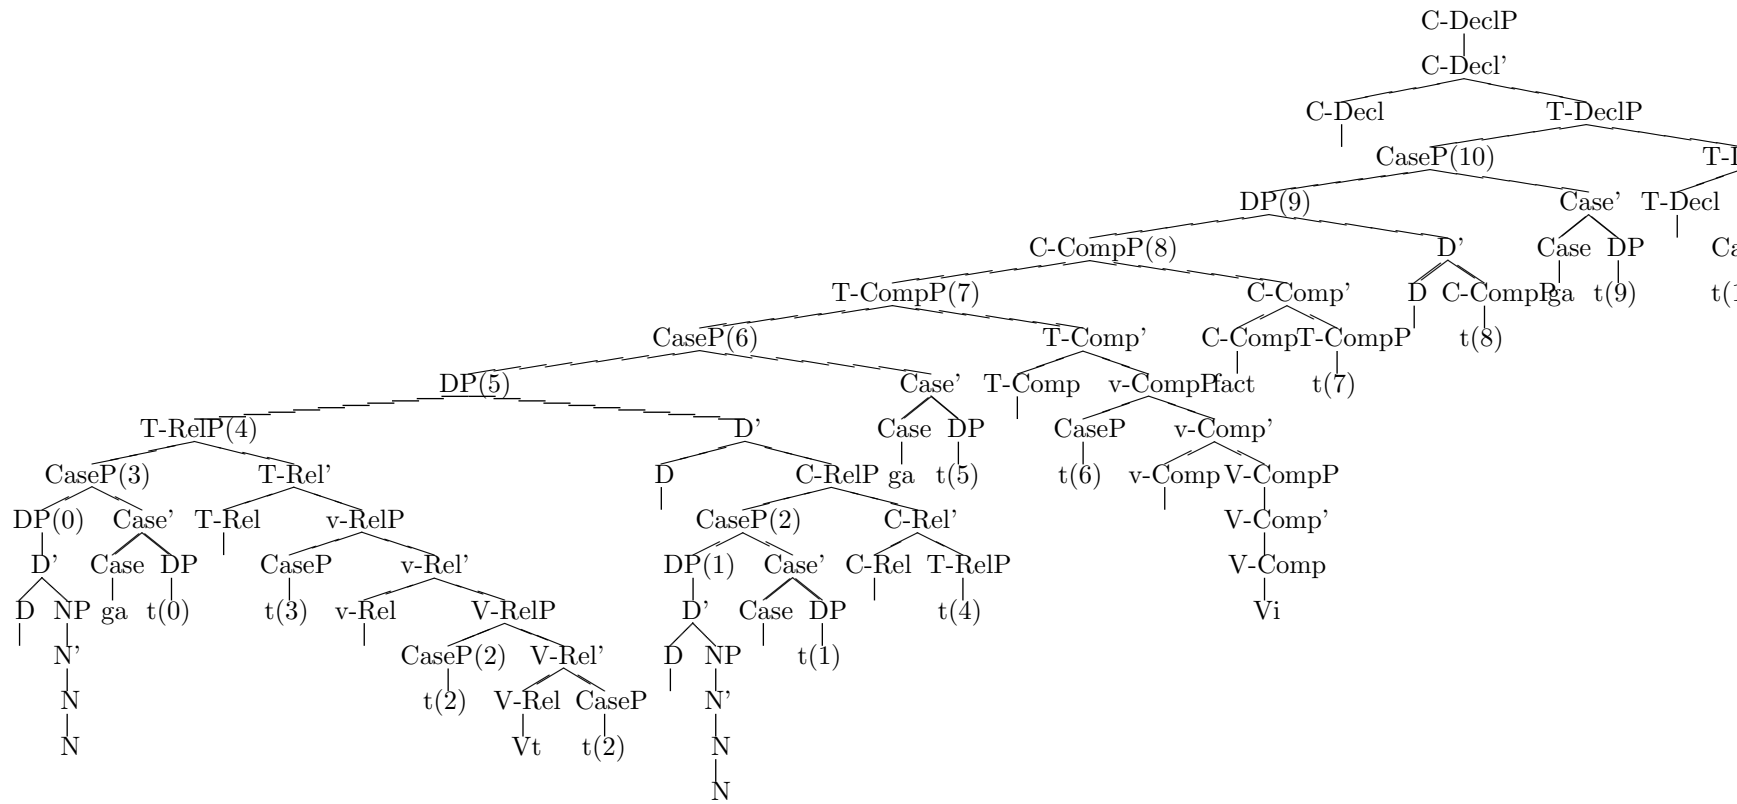 C-DeclP
C-Decl'
C-Decl T-DeclP
CaseP(10)
DP(9) Case' T-Decl
C-CompP(8) D' Case DP
T-CompP(7) C-Comp' D C-CompP ga t(9)
CaseP(6) T-Comp' C-Comp T-CompP t(8)
DP(5) Case' T-Comp v-CompP fact t(7)
T-RelP(4) D' Case DP CaseP v-Comp'
CaseP(3) T-Rel' D C-RelP ga t(5) t(6) v-Comp V-CompP
DP(0) Case' T-Rel v-RelP CaseP(2) C-Rel' V-Comp'
D' Case DP CaseP v-Rel' DP(1) Case' C-Rel T-RelP V-Comp
D NP ga t(0) t(3) v-Rel V-RelP D' Case DP t(4) Vi
N' CaseP(2) V-Rel' D NP t(1)
N t(2) V-Rel CaseP N'
N Vt t(2) N
N